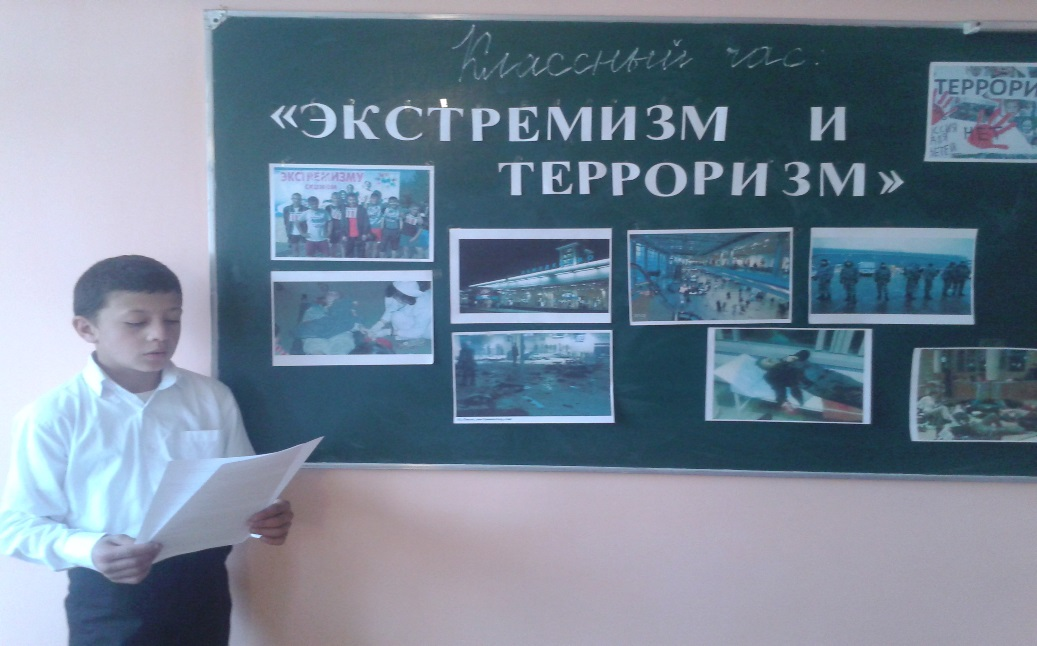 Классный час:
«ЭКСТРЕМИЗМ И
ТЕРРОРИЗМ»
ТЕРРОРИ
НЕТ
ЭКСТРЕМИЗМУ